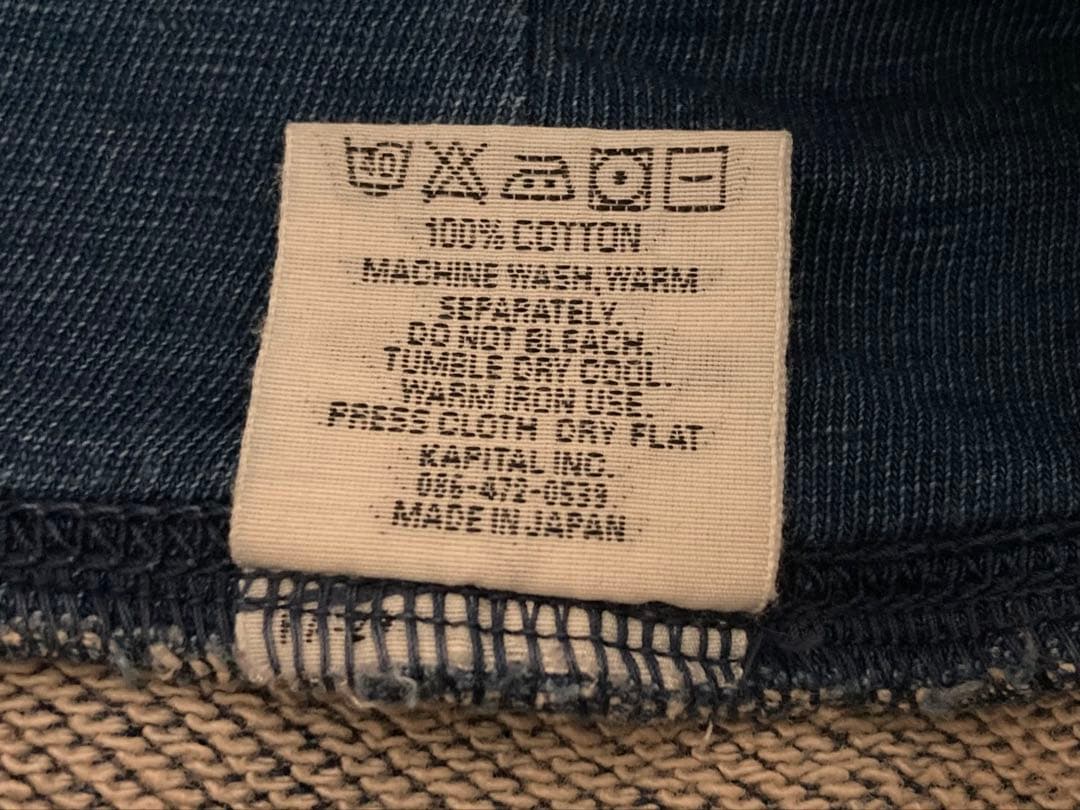 40
100% COTTON
MACHINE WASH, WARM
SEPARATELY.
DO NOT BLEACH.
TUMBLE DRY COOL.
WARM IRON USE.
PRESS CLOTH DRY FLAT
KAPITAL INC.
086-472-0539
MADE IN JAPAN